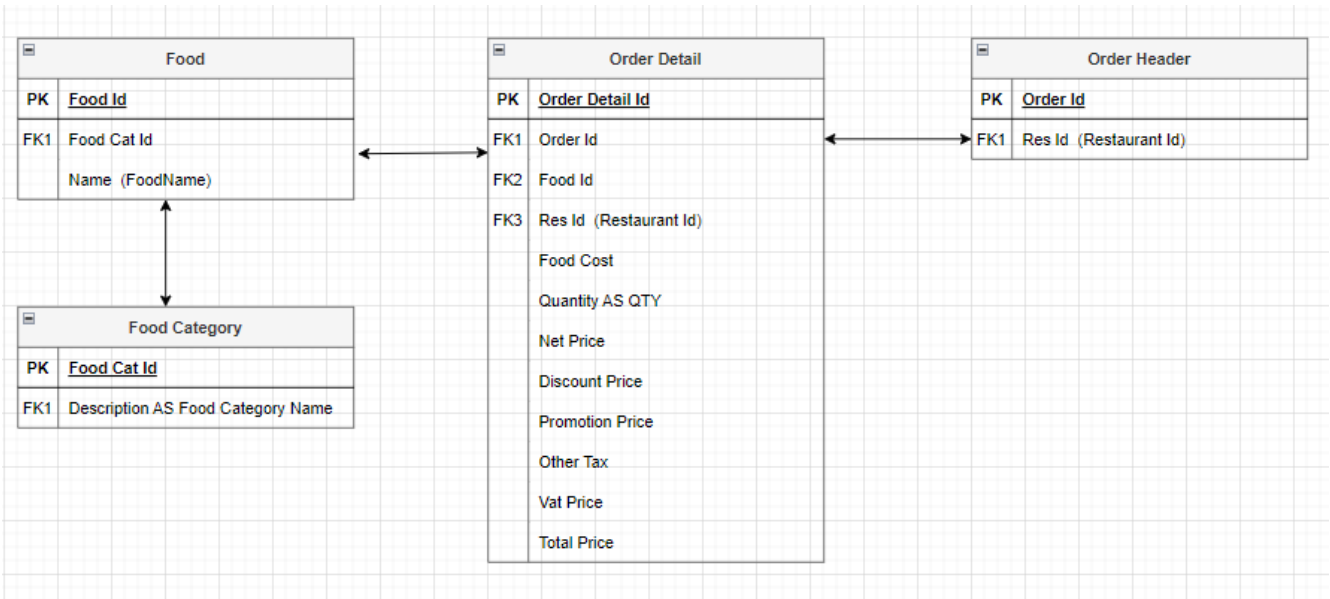 Food
PK Food Id
FK1 Food Cat Id
Name (FoodName)
Food Category
PK Food Cat Id
FK1 Description AS Food Category Name
Order Detail
PK Order Detail Id
FK1 Order Id
FK2 Food Id
FK3 Res Id (Restaurant Id)
Food Cost
Quantity AS QTY
Net Price
Discount Price
Promotion Price
Other Tax
Vat Price
Total Price
Order Header
PK Order Id
FK1 Res Id (Restaurant Id)